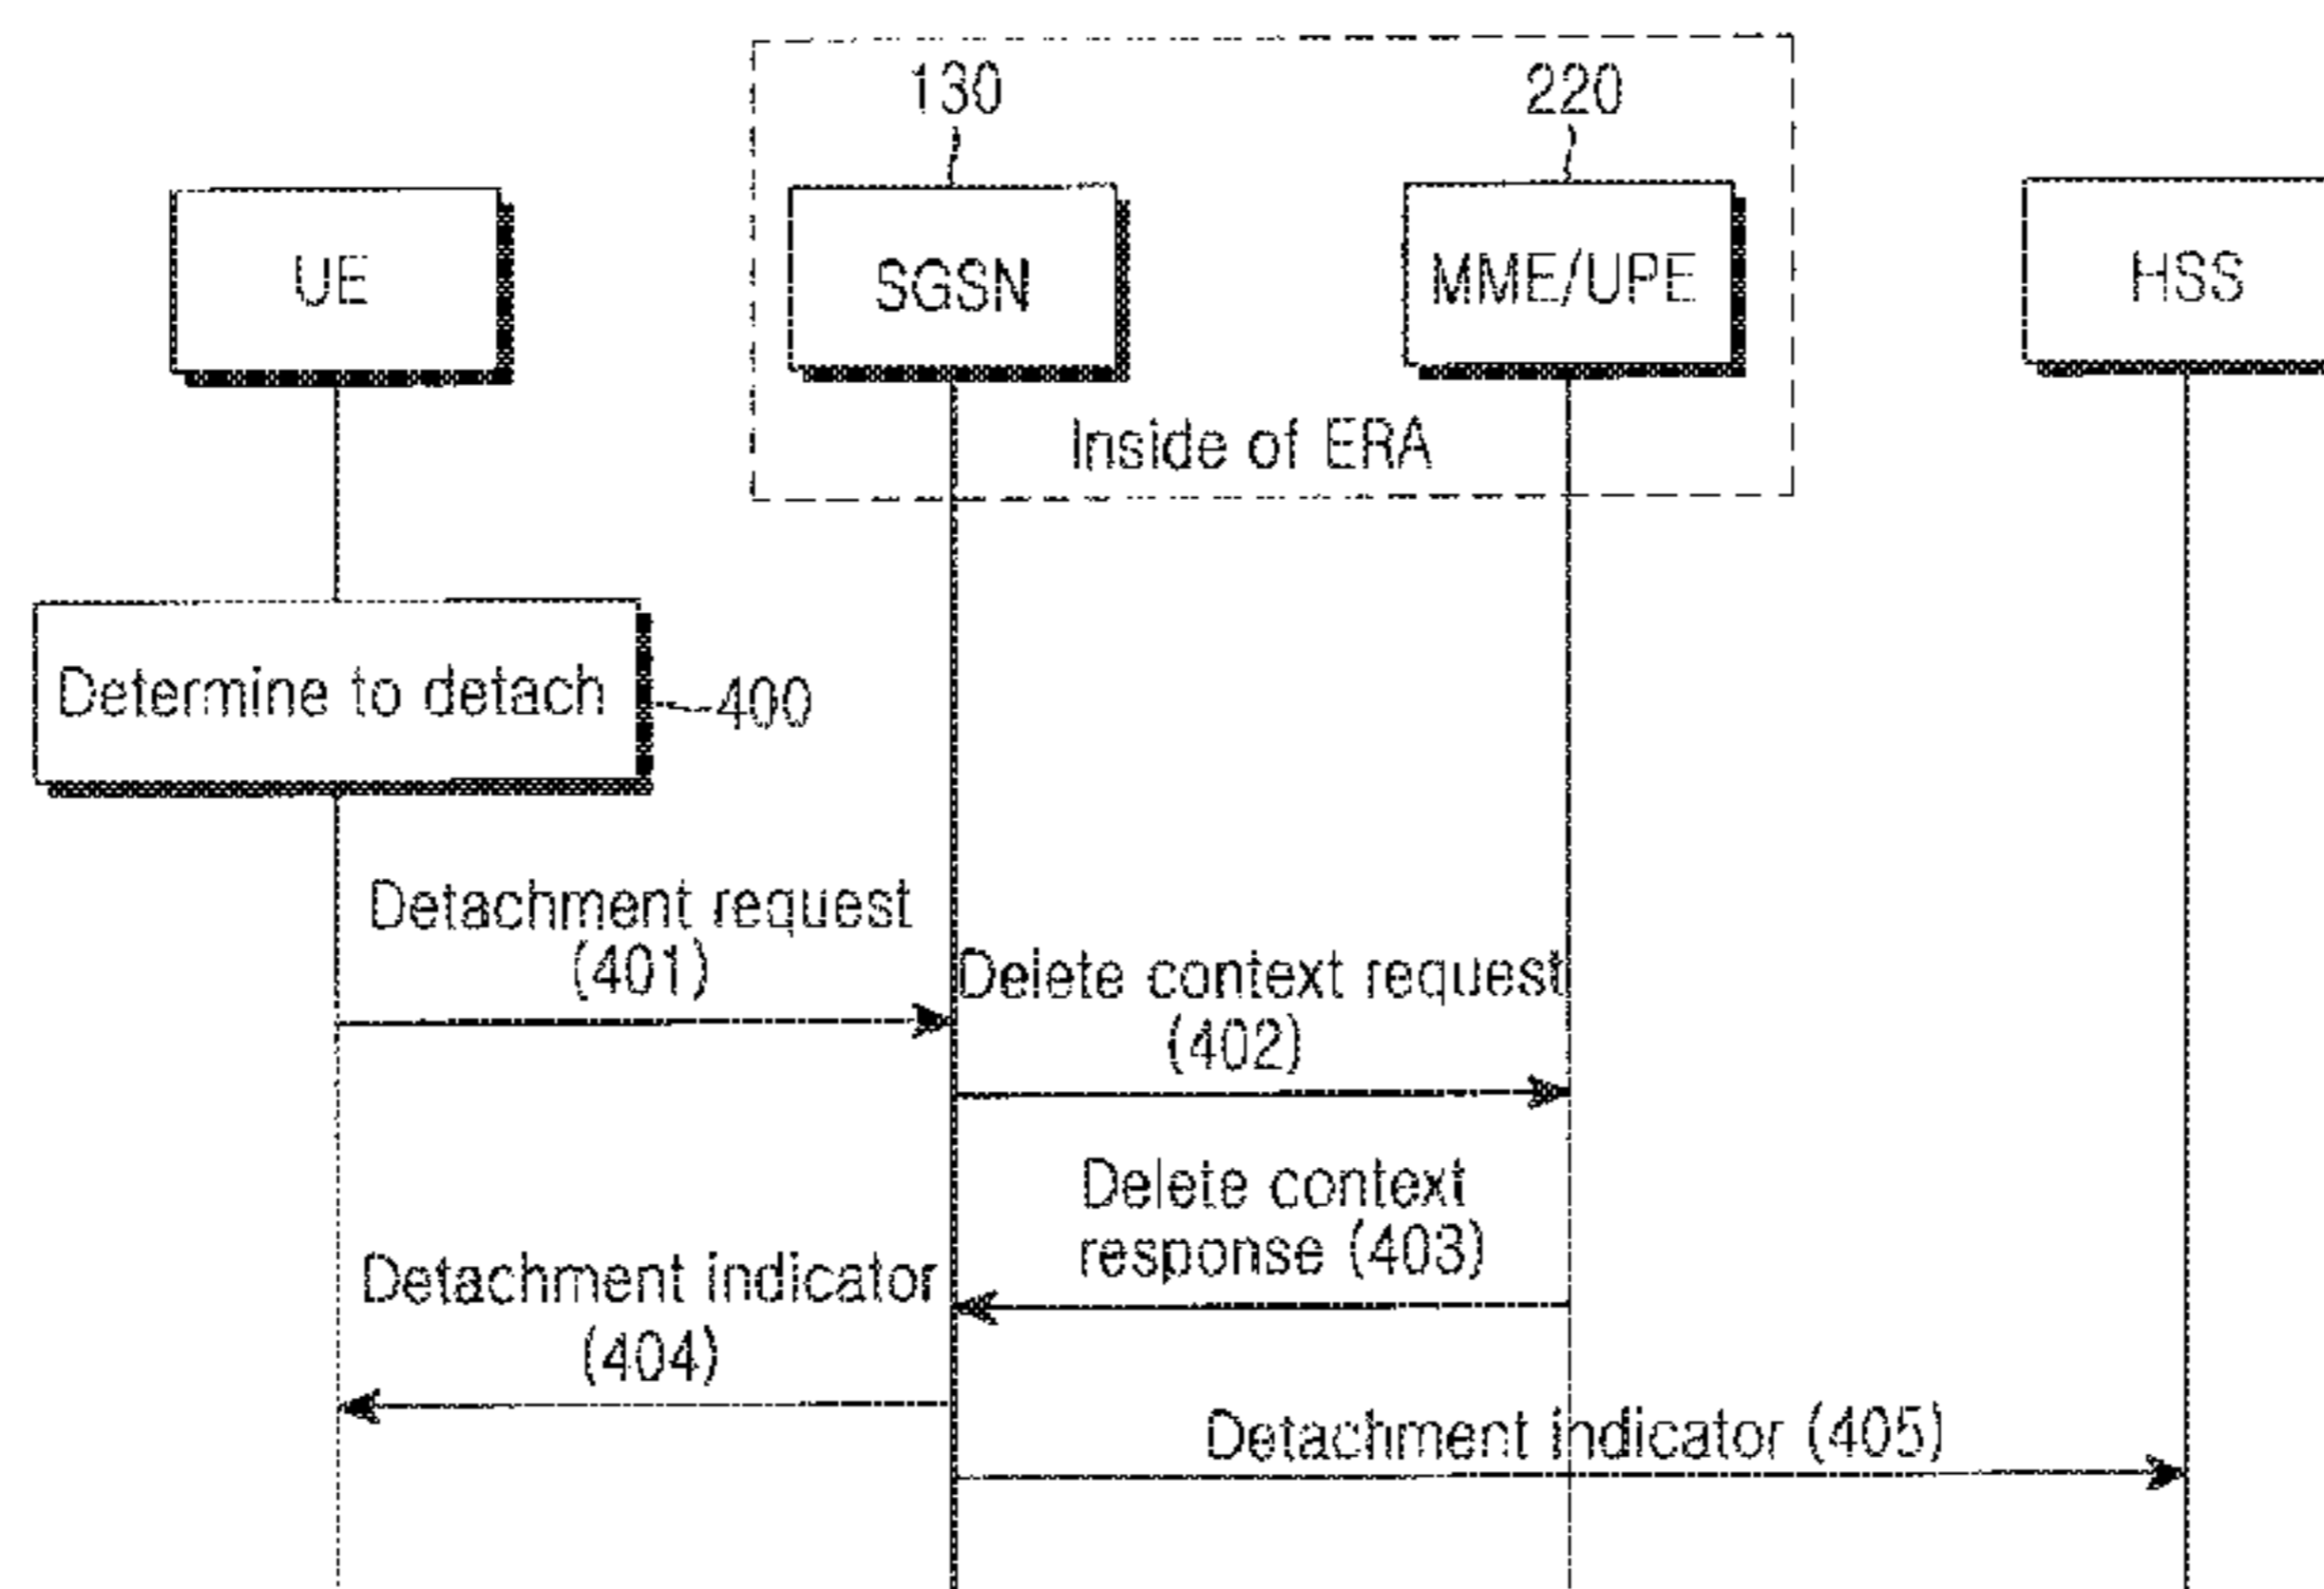 130
220
UE
SGSN
MME/UPE
HSS
Inside of ERA
Determine to detach
400
Detachment request
(401)
Delete context request
(402)
Delete context
response (403)
Detachment indicator
(404)
Detachment indicator (405)